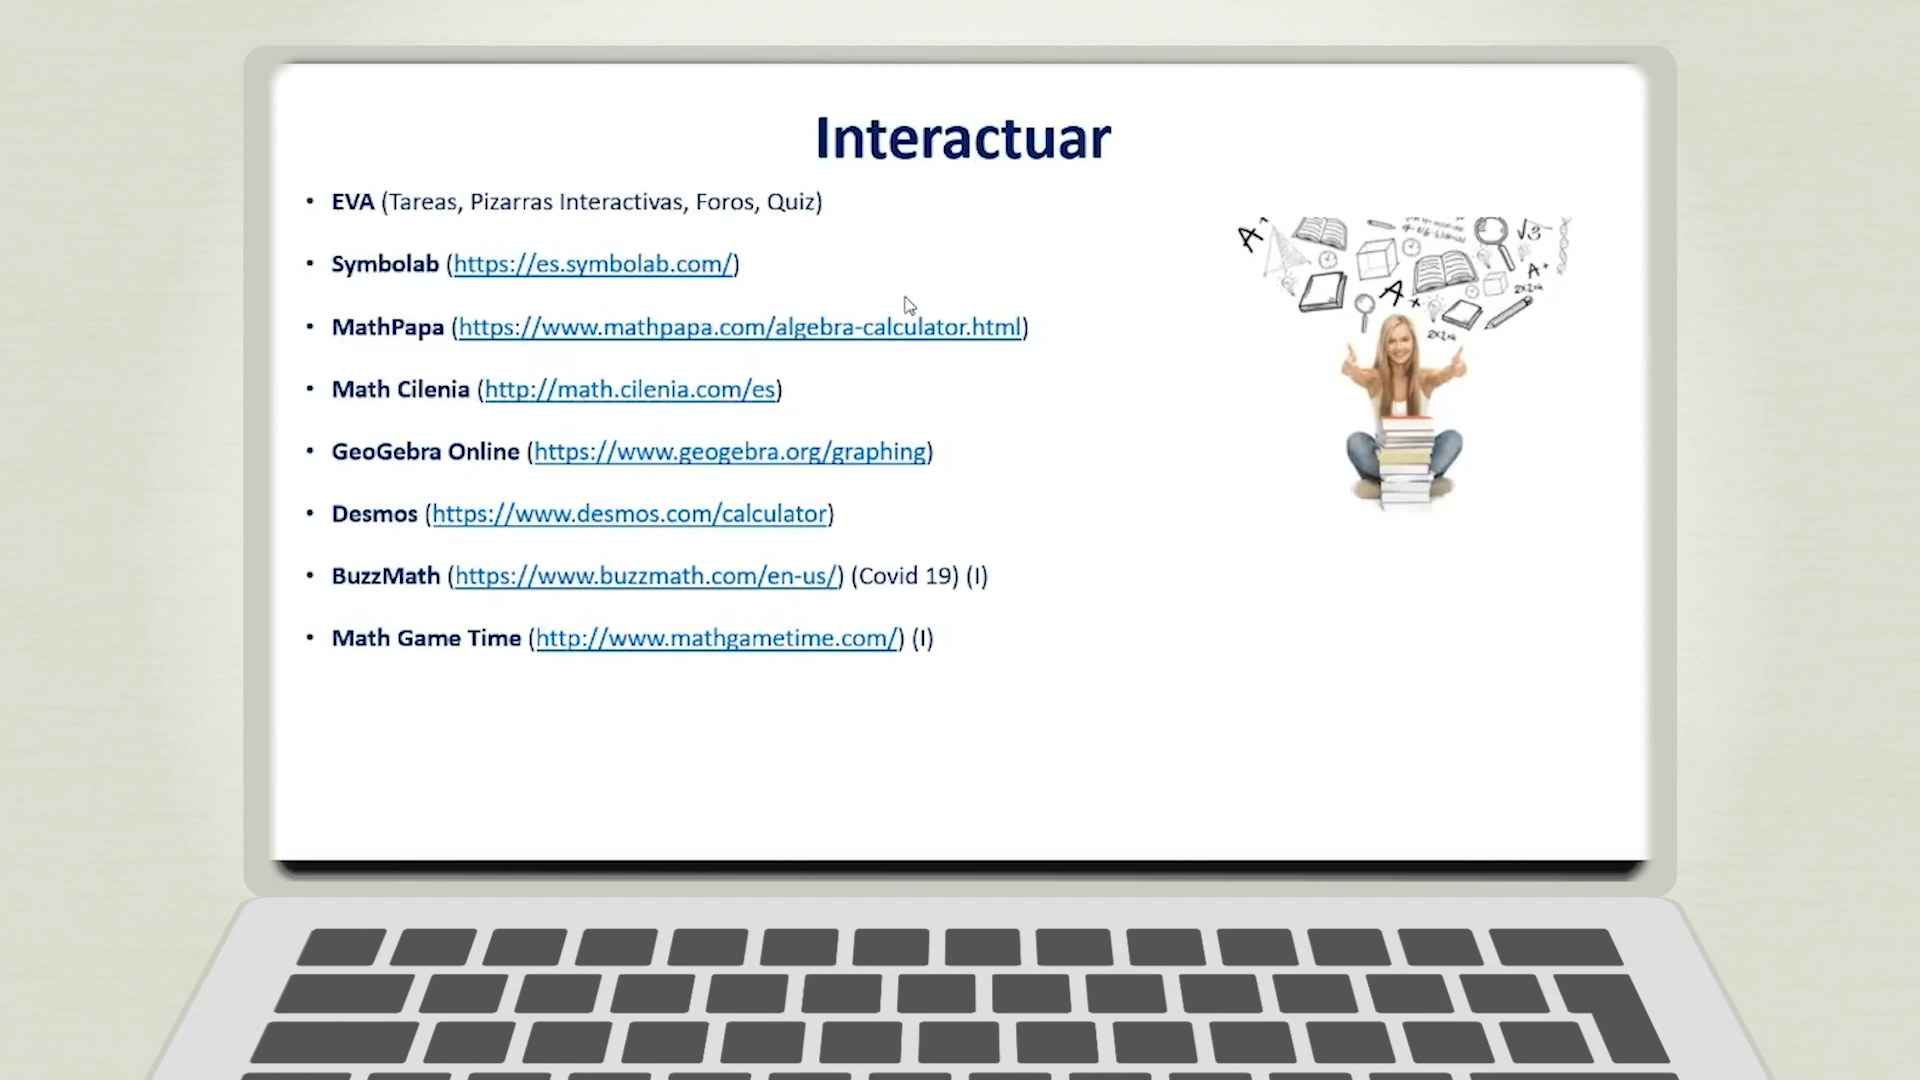 Interactuar
• EVA (Tareas, Pizarras Interactivas, Foros, Quiz)
• Symbolab (https://es.symbolab.com/)
• MathPapa (https://www.mathpapa.com/algebra-calculator.html)
• Math Cilenia (http://math.cilenia.com/es)
• GeoGebra Online (https://www.geogebra.org/graphing)
• Desmos (https://www.desmos.com/calculator)
• BuzzMath (https://www.buzzmath.com/en-us/) (Covid 19) (I)
• Math Game Time (http://www.mathgametime.com/) (I)
A+
√3
A+
A+